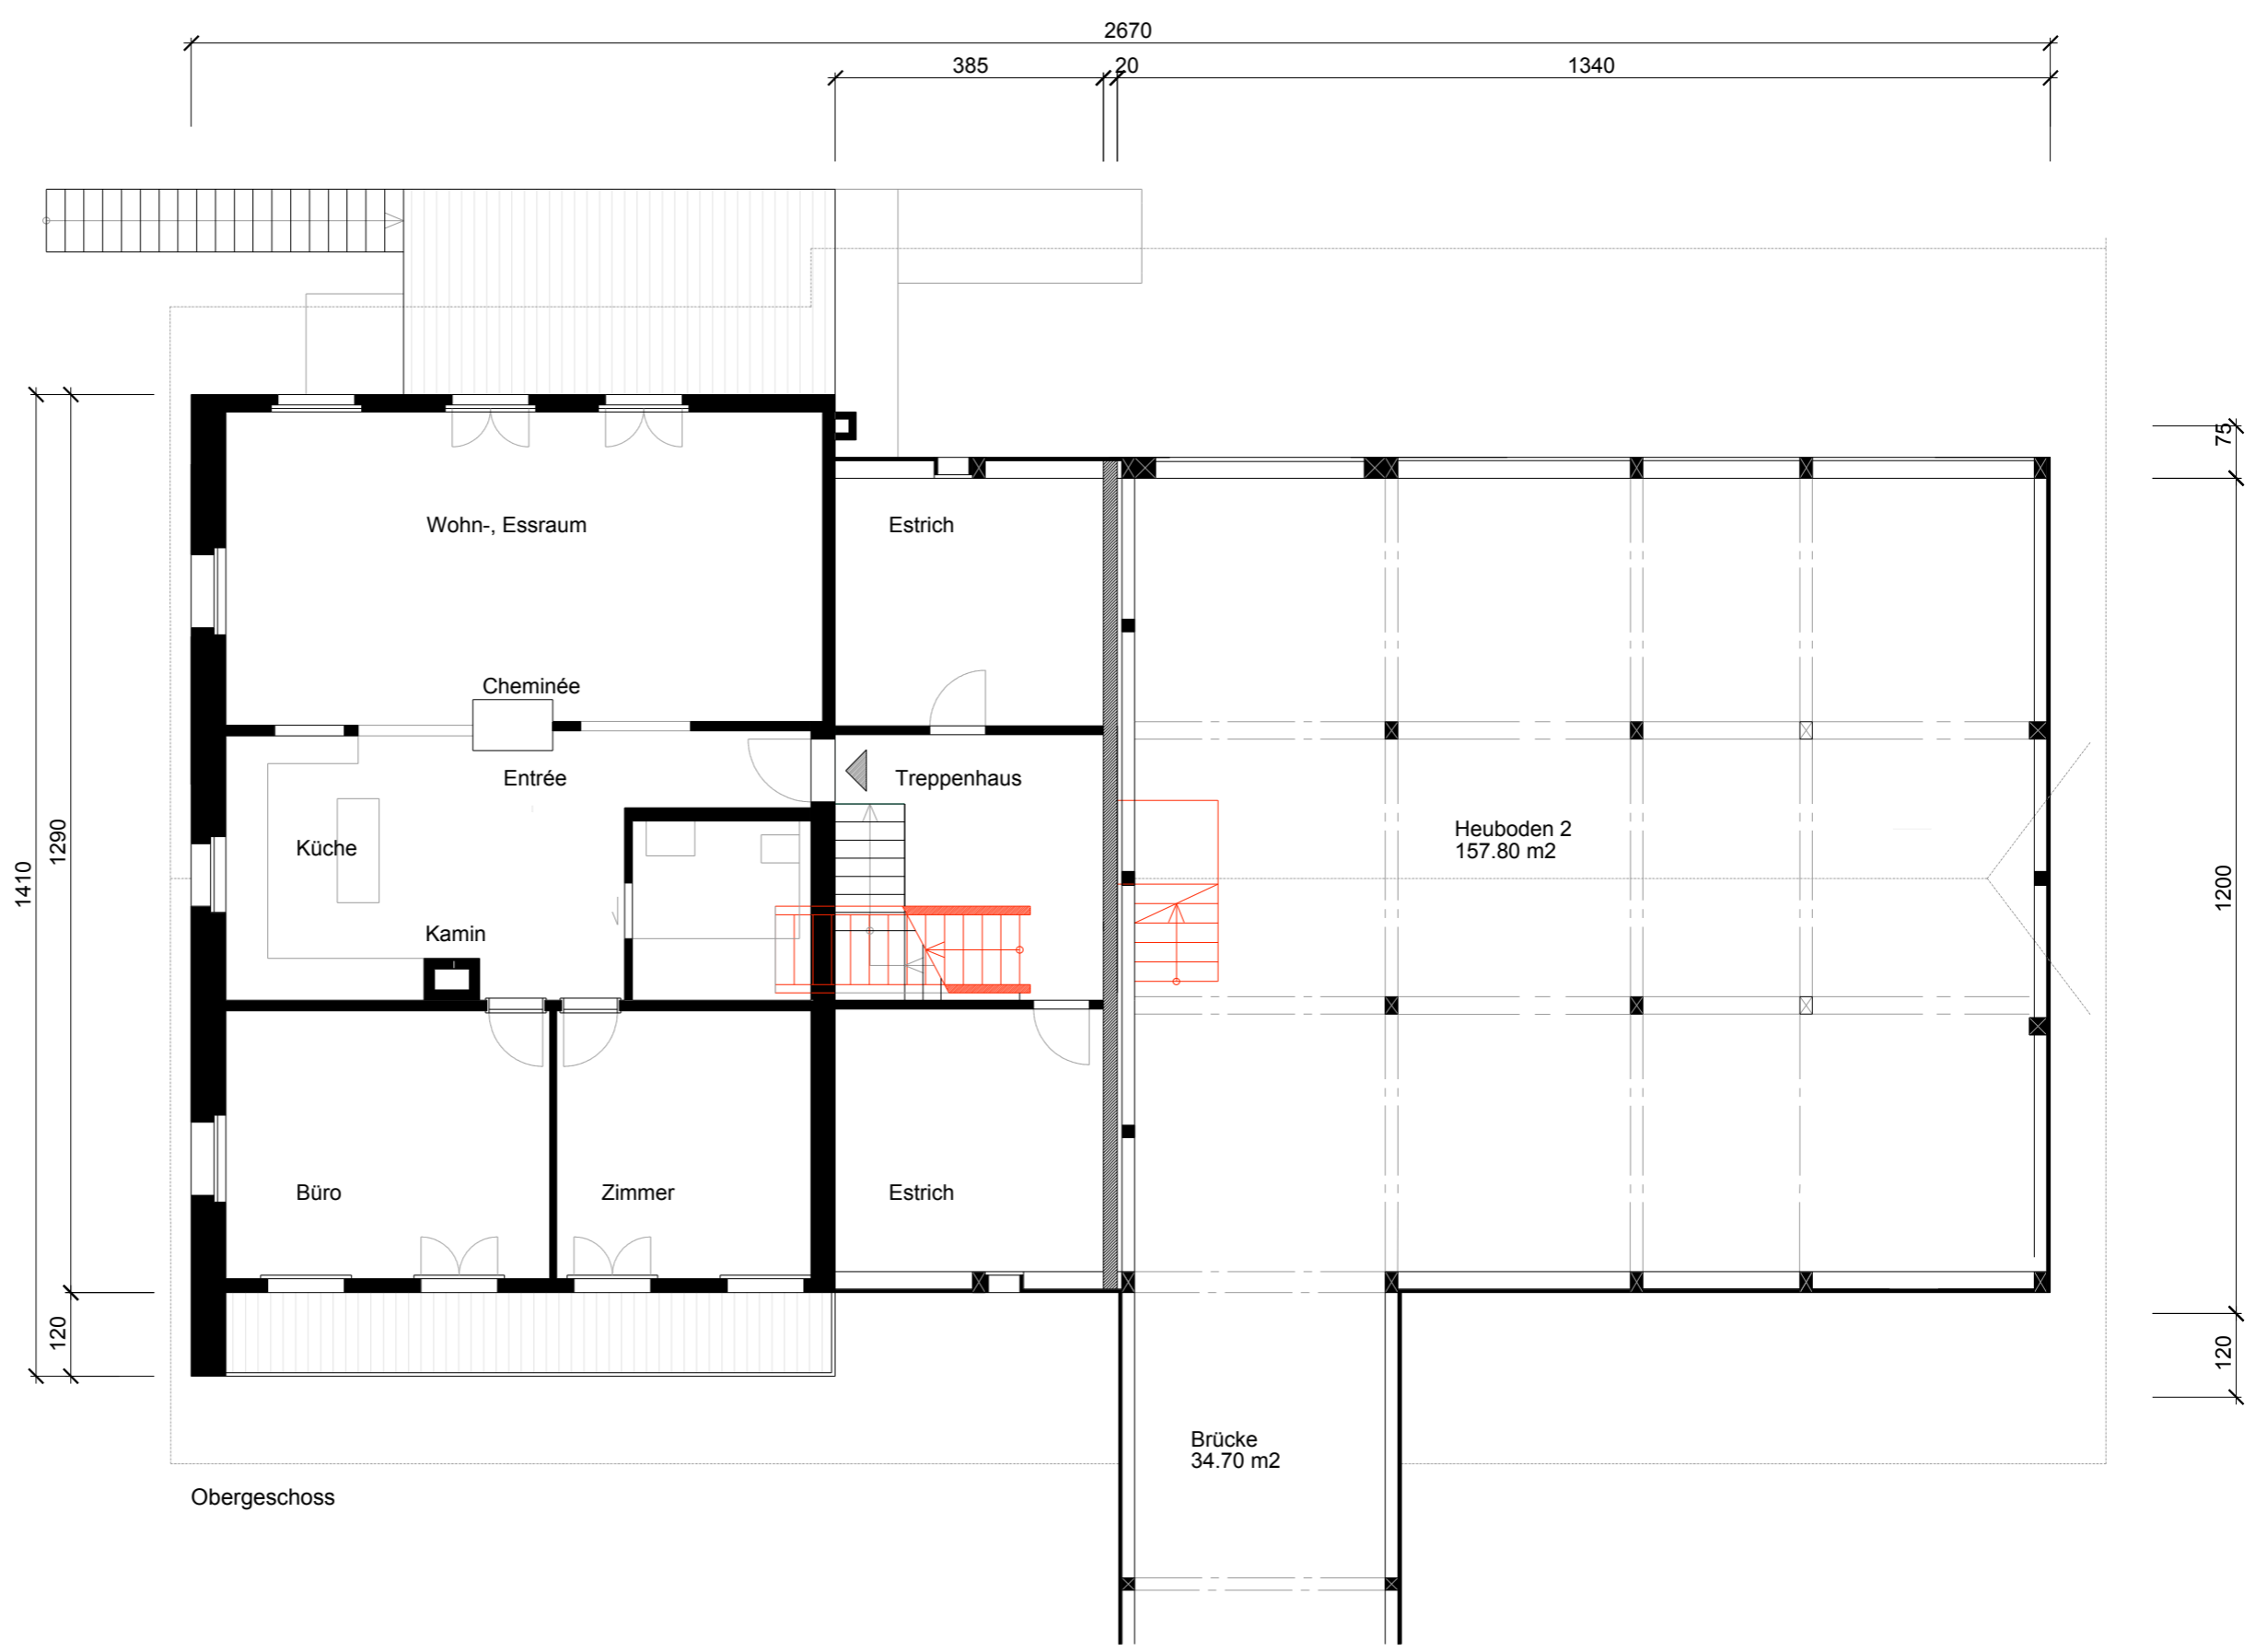 2670
385
20
1340
75
Wohn-, Essraum
Estrich
Cheminée
Entrée
Treppenhaus
Heuboden 2
157.80 m2
Küche
1290
1410
1200
Kamin
Büro
Zimmer
Estrich
120
120
Brücke
34.70 m2
Obergeschoss